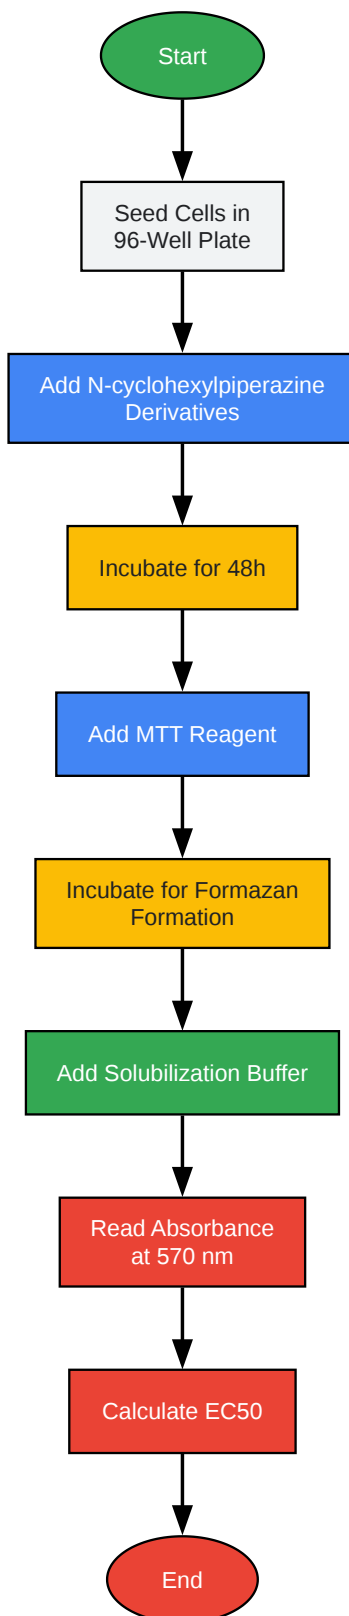 Start
Seed Cells in
96-Well Plate
Add N-cyclohexylpiperazine
Derivatives
Incubate for 48h
Add MTT Reagent
Incubate for Formazan
Formation
Add Solubilization Buffer
Read Absorbance
at 570 nm
Calculate EC50
End